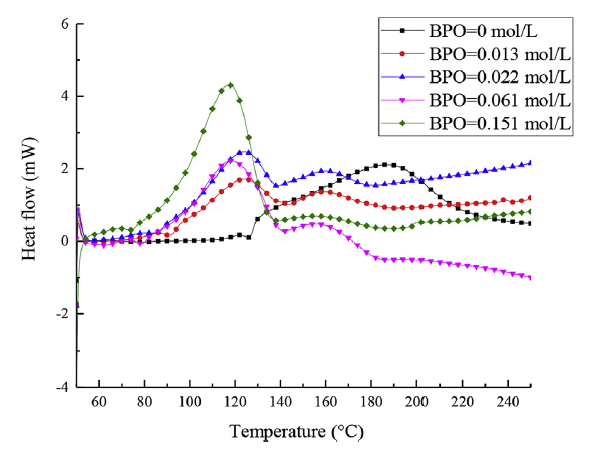 6
4
2
0
-2
-4
Heat flow (mW)
60 80 100 120 140 160 180 200 220 240
Temperature (°C)
BPO=0 mol/L
BPO=0.013 mol/L
BPO=0.022 mol/L
BPO=0.061 mol/L
BPO=0.151 mol/L